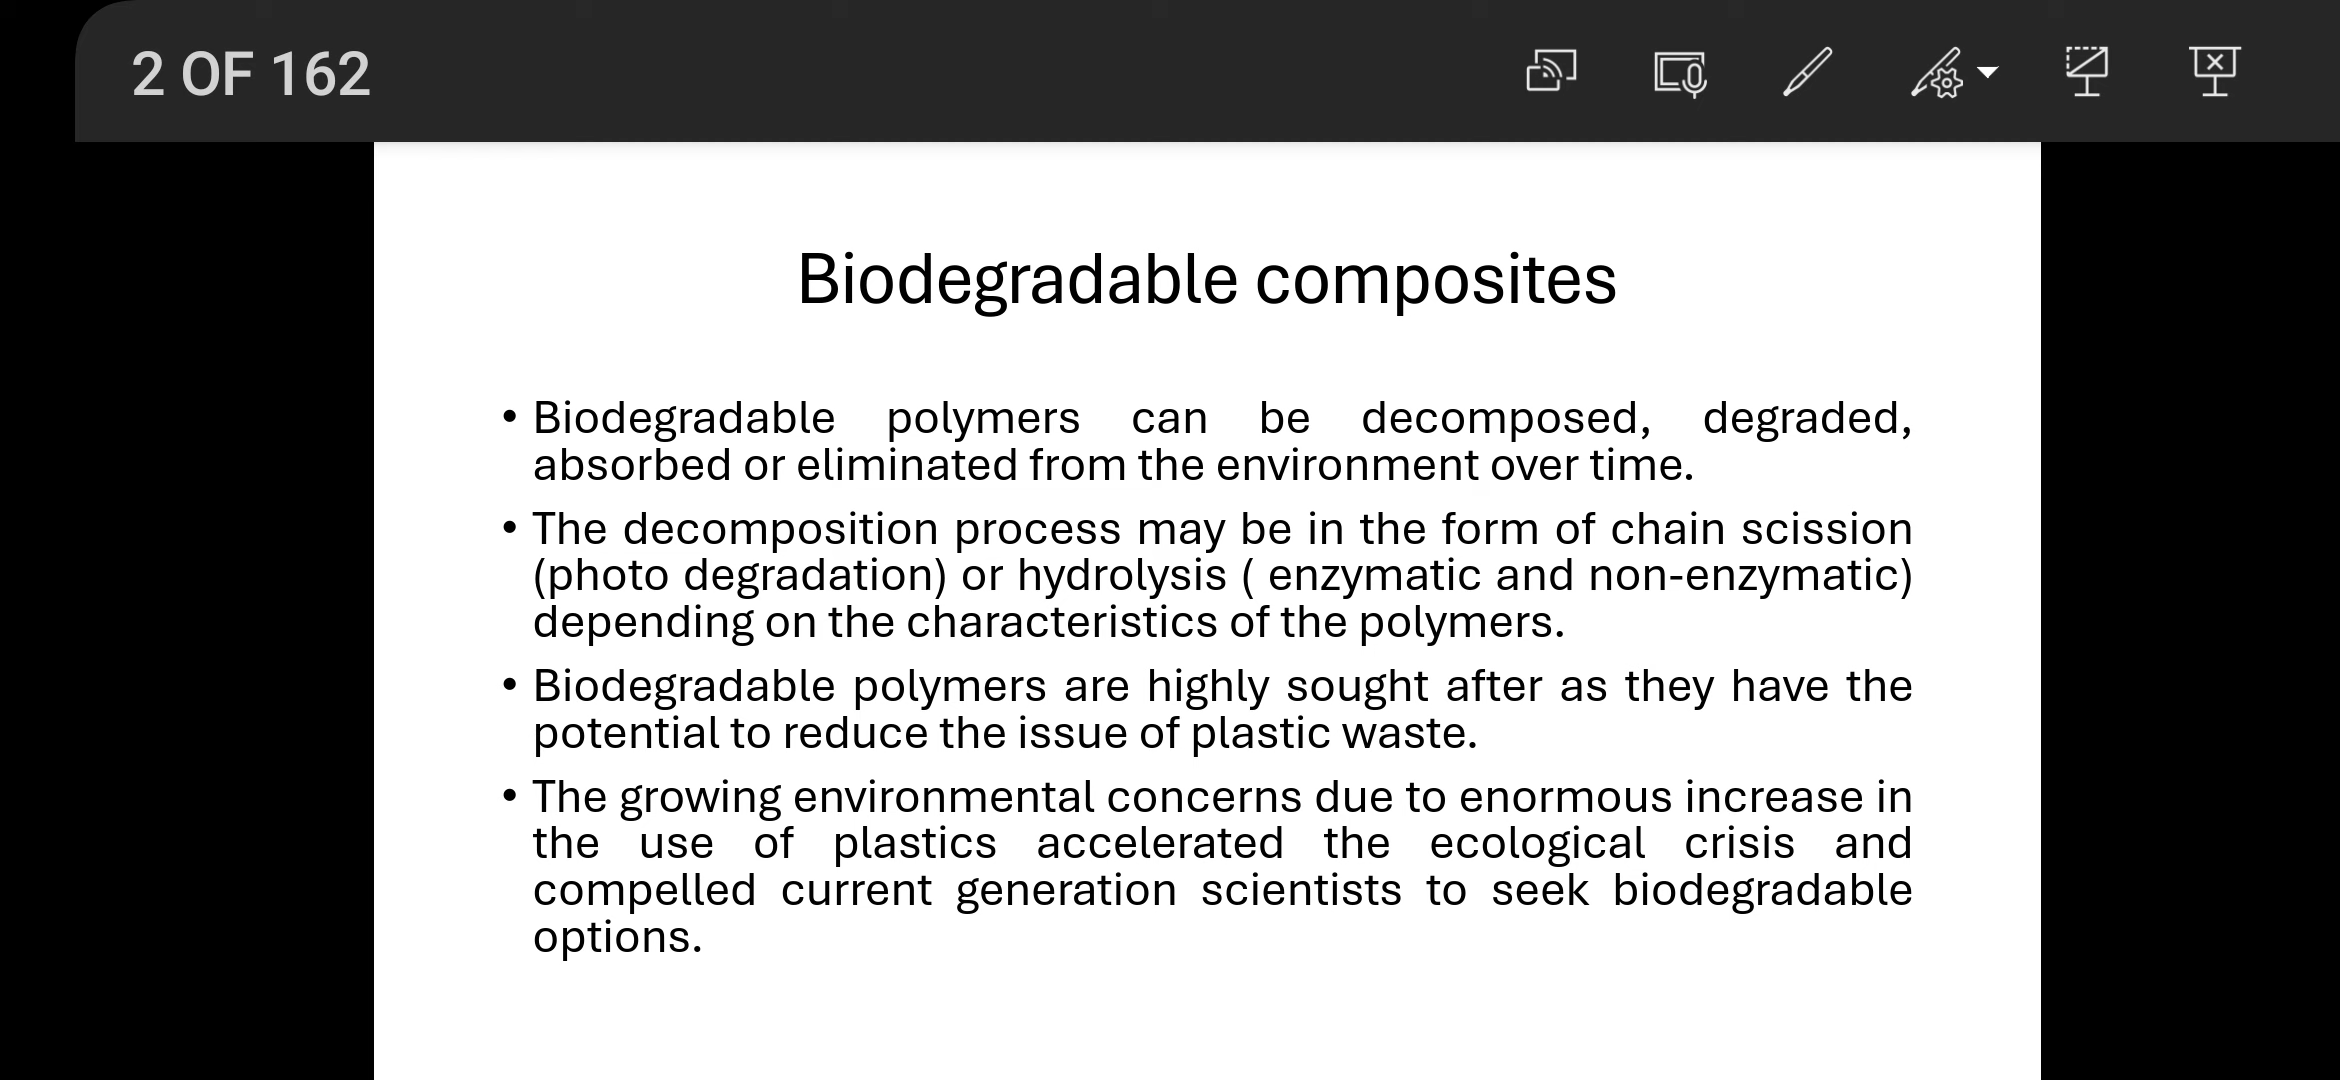 2 OF 162
Biodegradable composites
• Biodegradable polymers can be decomposed, degraded,
absorbed or eliminated from the environment over time.
• The decomposition process may be in the form of chain scission
(photo degradation) or hydrolysis ( enzymatic and non-enzymatic)
depending on the characteristics of the polymers.
• Biodegradable polymers are highly sought after as they have the
potential to reduce the issue of plastic waste.
• The growing environmental concerns due to enormous increase in
the use of plastics accelerated the ecological crisis and
compelled current generation scientists to seek biodegradable
options.